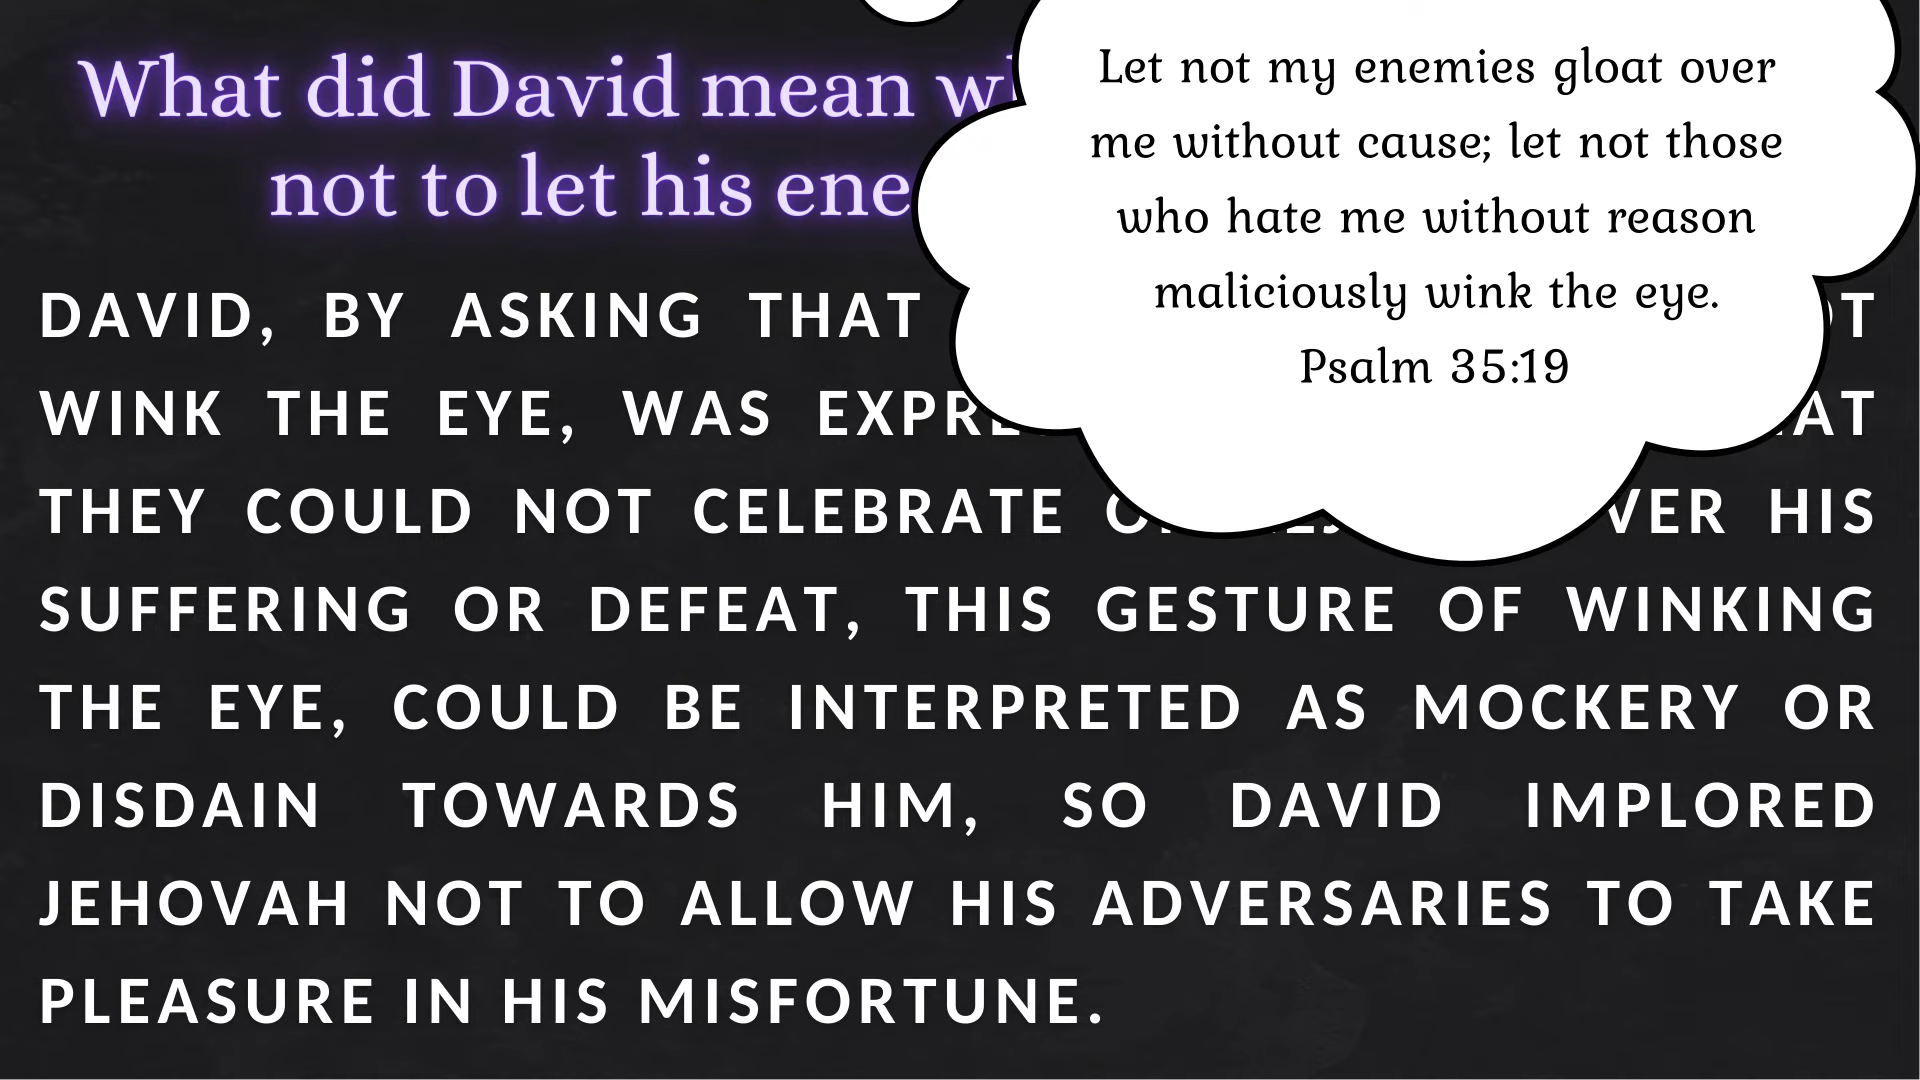 What did David mean
not to let his
Let not my enemies gloat over
me without cause; let not those
who hate me without reason
maliciously wink the eye.
Psalm 35:19
DAVID, BY ASKING THAT
WINK THE EYE, WAS
THEY COULD NOT CELEBRATE HIS
SUFFERING OR DEFEAT, THIS GESTURE OF WINKING
THE EYE, COULD BE INTERPRETED AS MOCKERY OR
DISDAIN TOWARDS HIM, SO DAVID IMPLORED
JEHOVAH NOT TO ALLOW HIS ADVERSARIES TO TAKE
PLEASURE IN HIS MISFORTUNE.